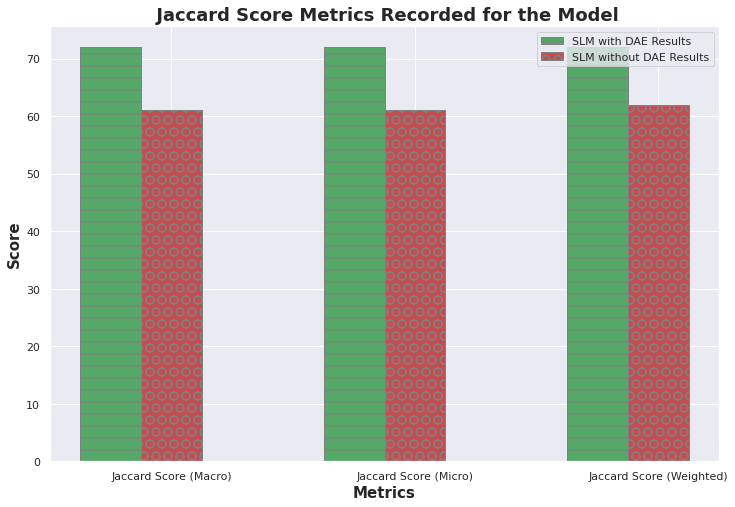 Jaccard Score Metrics Recorded for the Model
SLM with DAE Results
SLM without DAE Results
70
60
50
40
30
20
10
0
Score
Jaccard Score (Macro)
Jaccard Score (Micro)
Jaccard Score (Weighted)
Metrics